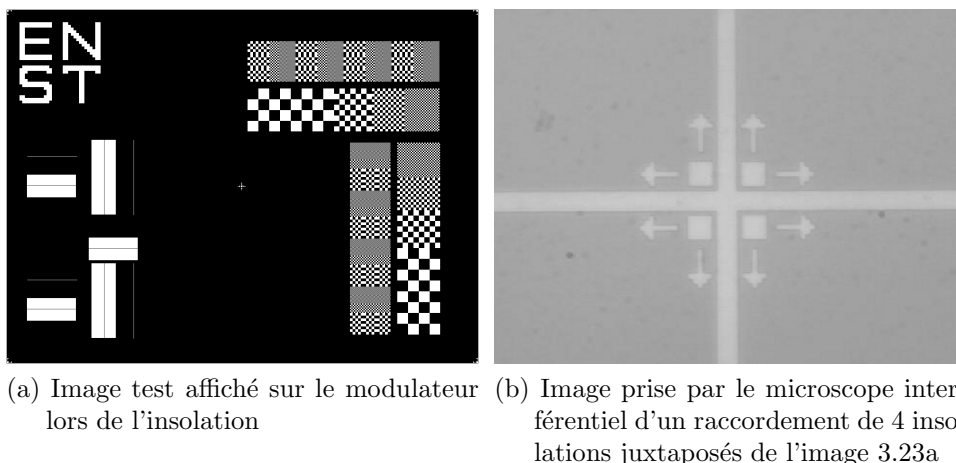 EN
ST
(a) Image test affiché sur le modulateur
lors de l'insolation
(b) Image prise par le microscope inter
férentiel d'un raccordement de 4 inso
lations juxtaposés de l'image 3.23a